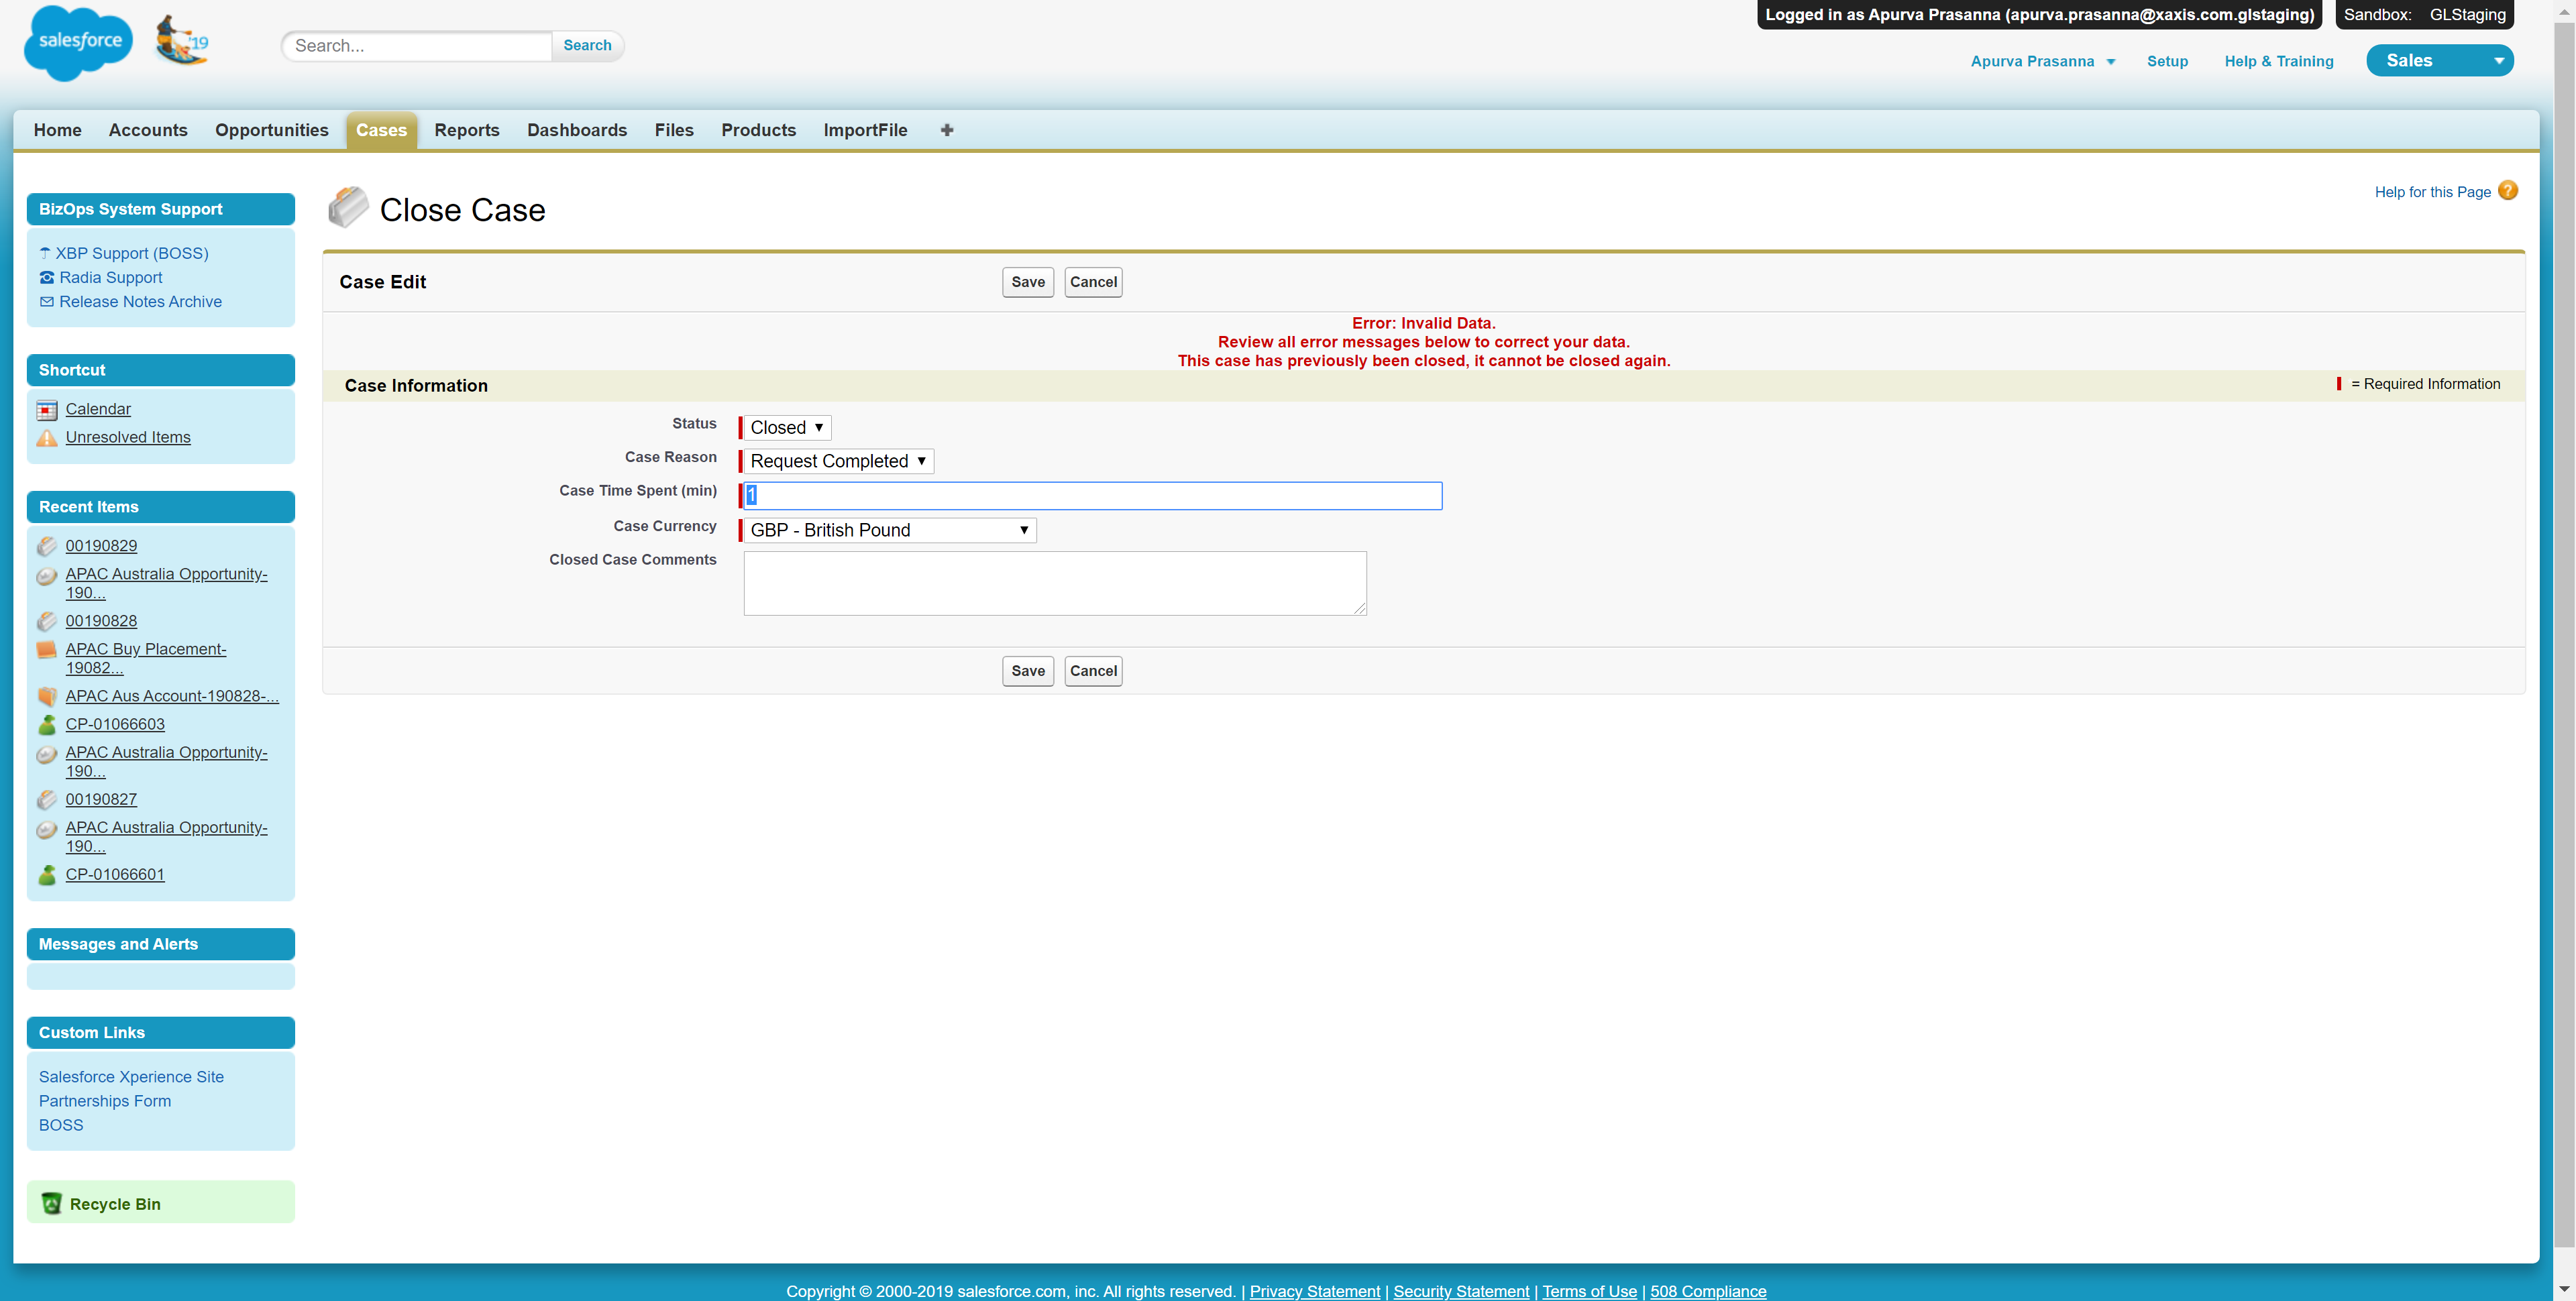 salesforce
'19
Search...
Search
Logged in as Apurva Prasanna (apurva.prasanna@xaxis.com.glstaging)
Sandbox: GLStaging
Apurva Prasanna
Setup
Help & Training
Sales
Home Accounts Opportunities Cases Reports Dashboards Files Products ImportFile
BizOps System Support
XBP Support (BOSS)
Radia Support
Release Notes Archive
Shortcut
Calendar
Unresolved Items
Recent Items
00190829
APAC Australia Opportunity-
190...
00190828
APAC Buy Placement-
19082...
APAC Aus Account-190828-...
CP-01066603
APAC Australia Opportunity-
190...
00190827
APAC Australia Opportunity-
190...
CP-01066601
Messages and Alerts
Custom Links
Salesforce Xperience Site
Partnerships Form
BOSS
Recycle Bin
Close Case
Help for this Page ?
Case Edit
Save Cancel
Error: Invalid Data.
Review all error messages below to correct your data.
This case has previously been closed, it cannot be closed again.
Case Information
= Required Information
Status Closed
Case Reason Request Completed
Case Time Spent (min) 1
Case Currency GBP - British Pound
Closed Case Comments
Save Cancel
Copyright © 2000-2019 salesforce.com, inc. All rights reserved. | Privacy Statement | Security Statement | Terms of Use | 508 Compliance